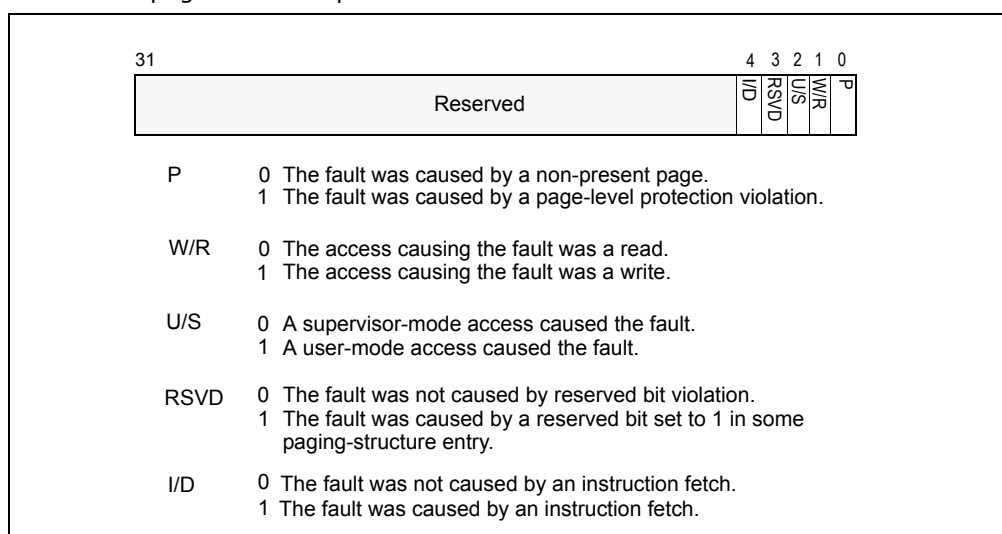 31 4 3 2 1 0
Reserved I/D RSVD U/S W/R P
P 0 The fault was caused by a non-present page.
1 The fault was caused by a page-level protection violation.
W/R 0 The access causing the fault was a read.
1 The access causing the fault was a write.
U/S 0 A supervisor-mode access caused the fault.
1 A user-mode access caused the fault.
RSVD 0 The fault was not caused by reserved bit violation.
1 The fault was caused by a reserved bit set to 1 in some
paging-structure entry.
I/D 0 The fault was not caused by an instruction fetch.
1 The fault was caused by an instruction fetch.